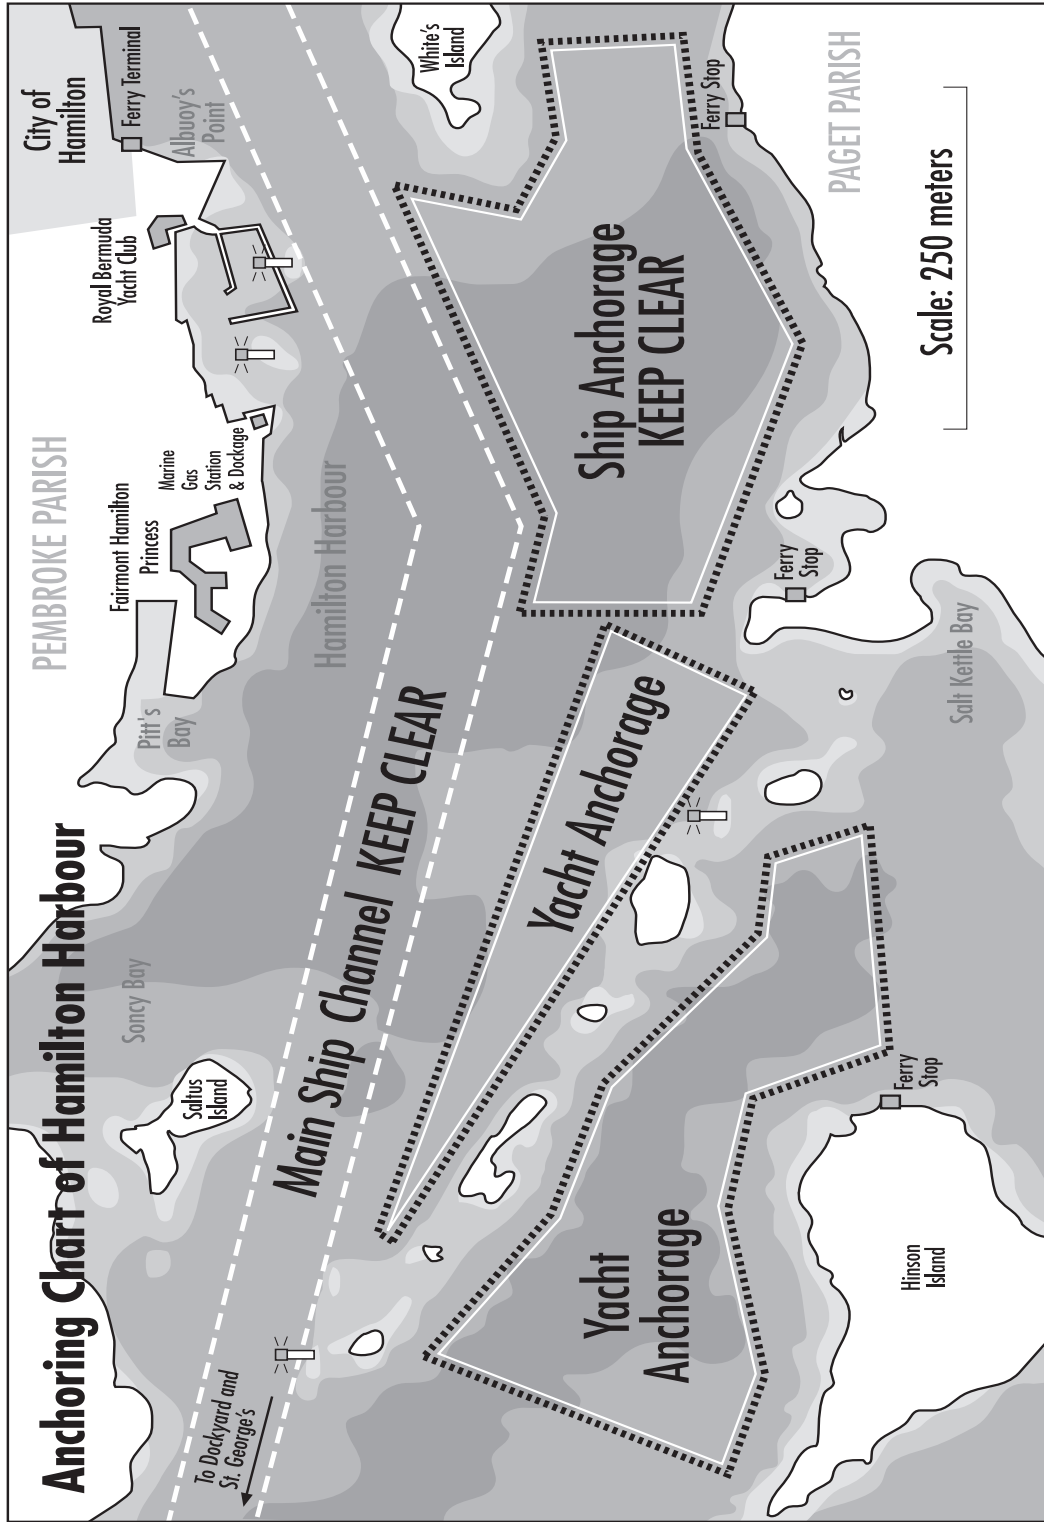 Anchoring Chart of Hamilton Harbour
PEMBROKE PARISH
City of
Hamilton
Ferry Terminal
Albuoy's
Point
Royal Bermuda
Yacht Club
Marine
Gas
Station
& Dockage
Fairmont Hamilton
Princess
Pitt's
Bay
Hamilton Harbour
Soncy Bay
Saltus
Island
White's
Island
Main Ship Channel KEEP CLEAR
To Dockyard and
St. George's
Ship Anchorage
KEEP CLEAR
Yacht Anchorage
Yacht
Anchorage
Ferry Stop
Ferry
Stop
Ferry
Stop
Salt Kettle Bay
Hinson
Island
PAGET PARISH
Scale: 250 meters